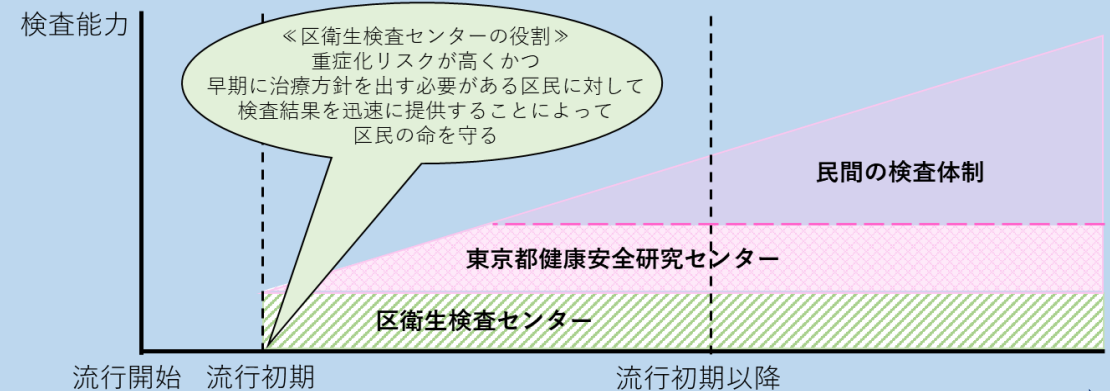 検査能力
≪区衛生検査センターの役割≫
重症化リスクが高くかつ
早期に治療方針を出す必要がある区民に対して
検査結果を迅速に提供することによって
区民の命を守る
民間の検査体制
東京都健康安全研究センター
区衛生検査センター
流行開始
流行初期
流行初期以降